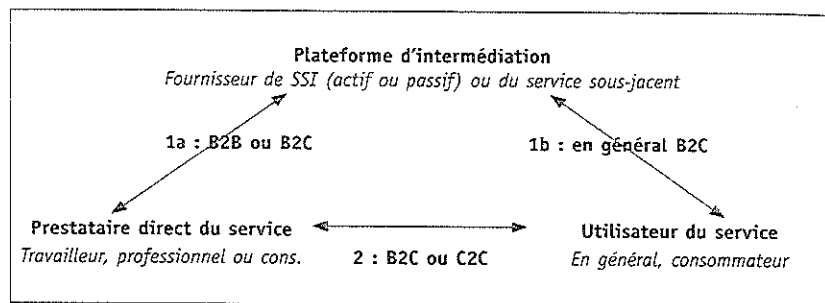 Plateforme d'intermédiation
Fournisseur de SSI (actif ou passif) ou du service sous-jacent
1a : B2B ou B2C
1b : en général B2C
Prestataire direct du service
Utilisateur du service
Travailleur, professionnel ou cons.
2 : B2C ou C2C
En général, consommateur